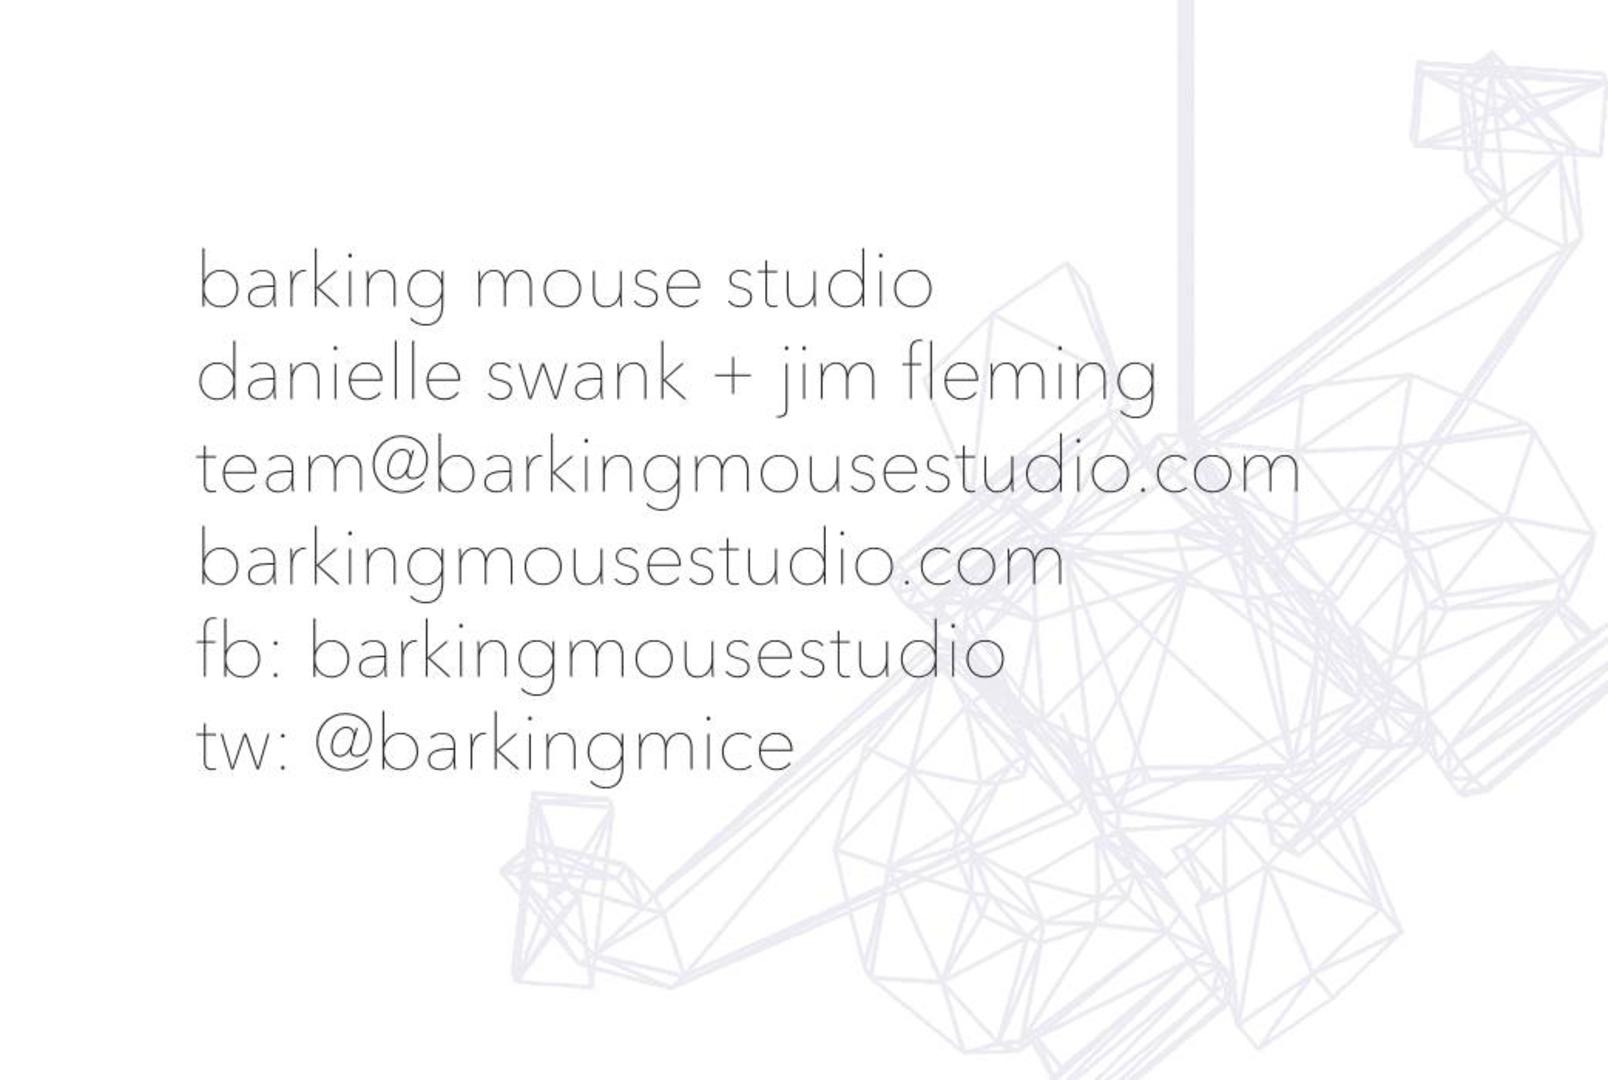 barking mouse studio
danielle swank + jim fleming
team@barkingmousestudio.com
barkingmousestudio.com
fb: barkingmousestudio
tw: @barkingmice